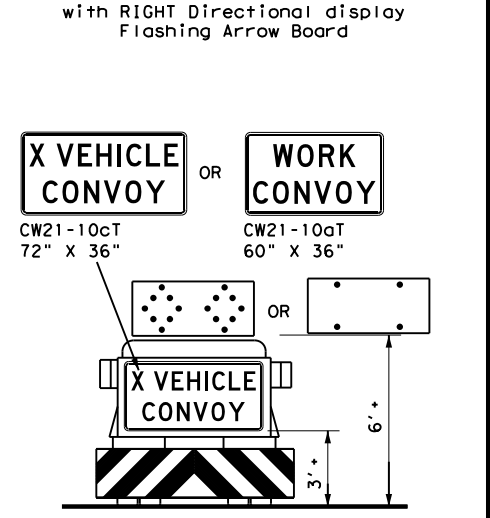 with RIGHT Directional display
Flashing Arrow Board
X VEHICLE
CONVOY
OR
WORK
CONVOY
CW21-10cT
72" X 36"
CW21-10aT
60" X 36"
OR
X VEHICLE
CONVOY
6' +
3' +